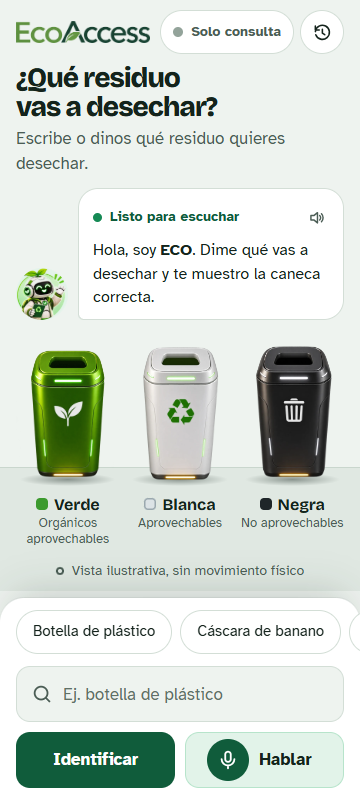 EcoAccess
Solo consulta
¿Qué residuo
vas a desechar?
Escribe o dinos qué residuo quieres
desechar.
Listo para escuchar
Hola, soy ECO. Dime qué vas a
desechar y te muestro la caneca
correcta.
Verde
Orgánicos
aprovechables
Blanca
Aprovechables
Negra
No aprovechables
Vista ilustrativa, sin movimiento físico
Botella de plástico
Cáscara de banano
Ej. botella de plástico
Identificar
Hablar